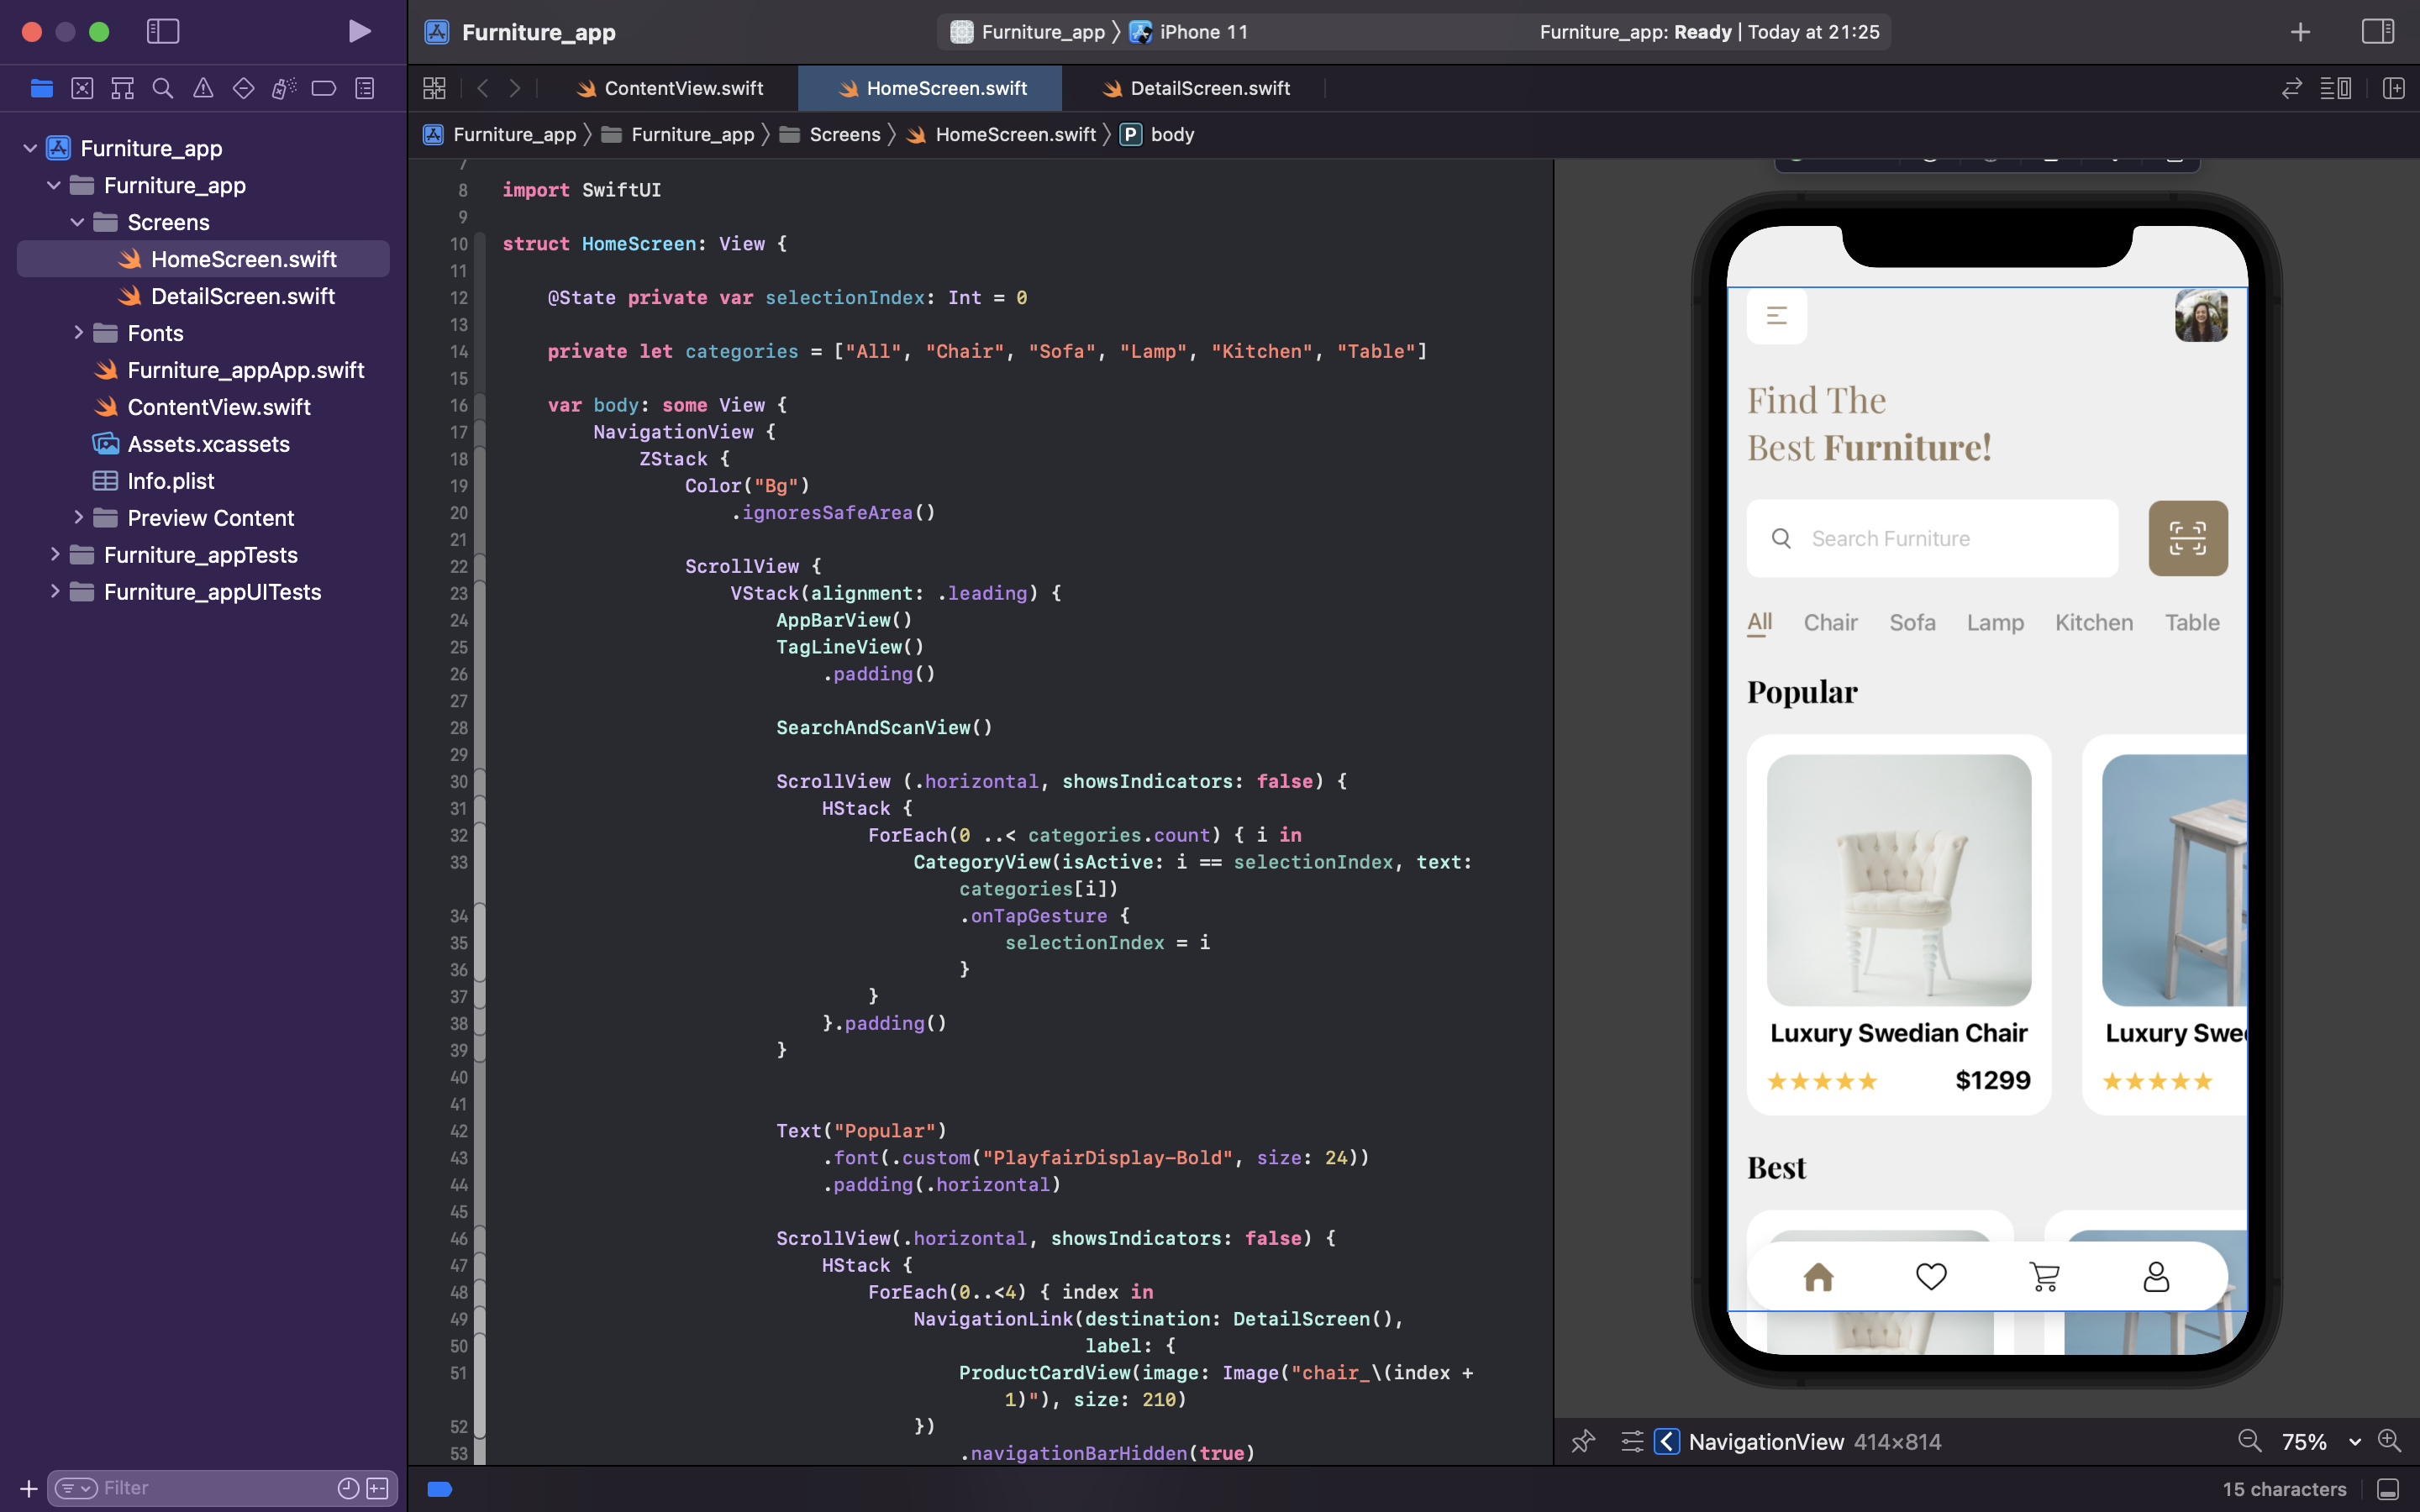 Furniture_app
Furniture_app
iPhone 11
Furniture_app: Ready | Today at 21:25
ContentView.swift
HomeScreen.swift
DetailScreen.swift
Furniture_app
Furniture_app
Screens
HomeScreen.swift
P
body
Furniture_app
Furniture_app
Screens
HomeScreen.swift
DetailScreen.swift
Fonts
Furniture_appApp.swift
ContentView.swift
Assets.xcassets
Info.plist
Preview Content
Furniture_appTests
Furniture_appUITests
Filter
7
8 import SwiftUI
9
10 struct HomeScreen: View {
11
12 @State private var selectionIndex: Int = 0
13
14 private let categories = ["All", "Chair", "Sofa", "Lamp", "Kitchen", "Table"]
15
16 var body: some View {
17 NavigationView {
18 ZStack {
19 Color("Bg")
20 .ignoresSafeArea()
21
22 ScrollView {
23 VStack(alignment: .leading) {
24 AppBarView()
25 TagLineView()
26 .padding()
27
28 SearchAndScanView()
29
30 ScrollView (.horizontal, showsIndicators: false) {
31 HStack {
32 ForEach(0 ..< categories.count) { i in
33 CategoryView(isActive: i == selectionIndex, text:
categories[i])
34 .onTapGesture {
35 selectionIndex = i
36 }
37 }
38 }.padding()
39 }
40
41
42 Text("Popular")
43 .font(.custom("PlayfairDisplay-Bold", size: 24))
44 .padding(.horizontal)
45
46 ScrollView(.horizontal, showsIndicators: false) {
47 HStack {
48 ForEach(0..<4) { index in
49 NavigationLink(destination: DetailScreen(),
50 label: {
51 ProductCardView(image: Image("chair_\(index +
1)"), size: 210)
52 })
53 .navigationBarHidden(true)
Find The
Best Furniture!
Search Furniture
All Chair Sofa Lamp Kitchen Table
Popular
Luxury Swedian Chair
$1299
Luxury Swe
Best
NavigationView 414×814
75%
15 characters